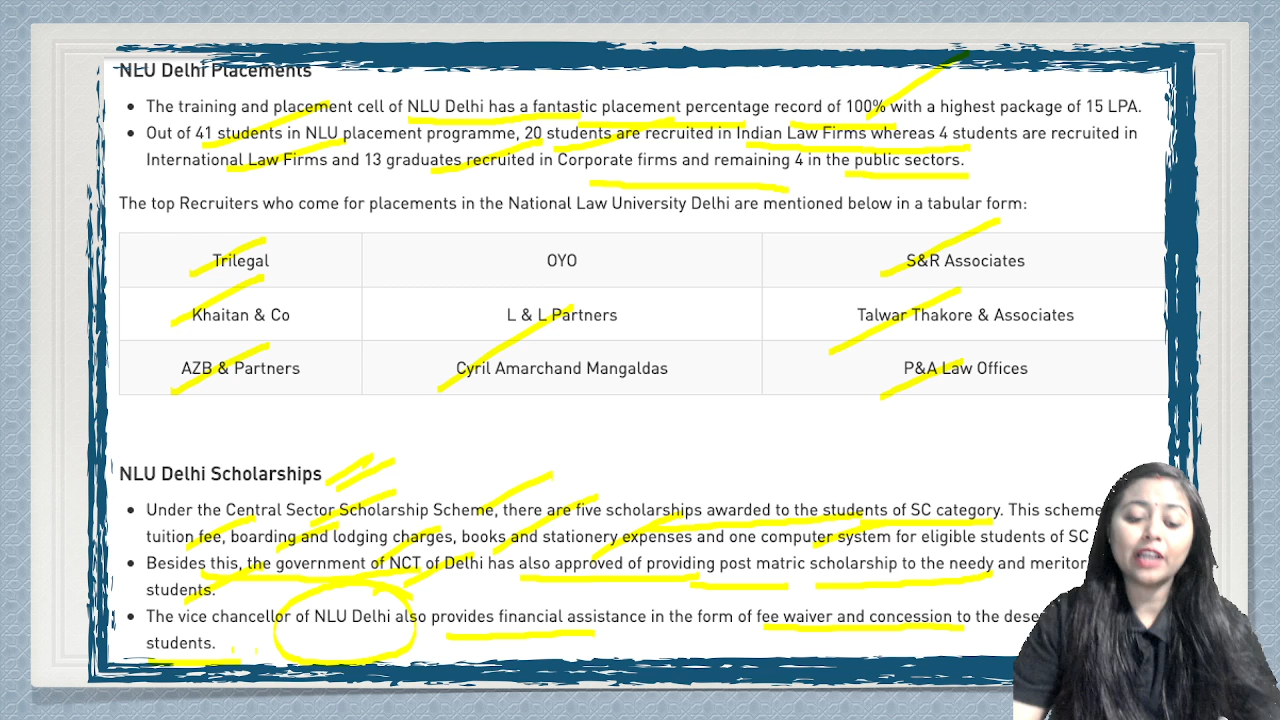 NLU Delhi Placements
• The training and placement cell of NLU Delhi has a fantastic placement percentage record of 100% with a highest package of 15 LPA.
• Out of 41 students in NLU placement programme, 20 students are recruited in Indian Law Firms whereas 4 students are recruited in
International Law Firms and 13 graduates recruited in Corporate firms and remaining 4 in the public sectors.
The top Recruiters who come for placements in the National Law University Delhi are mentioned below in a tabular form:
Trilegal OYO S&R Associates
Khaitan & Co L & L Partners Talwar Thakore & Associates
AZB & Partners Cyril Amarchand Mangaldas P&A Law Offices
NLU Delhi Scholarships
• Under the Central Sector Scholarship Scheme, there are five scholarships awarded to the students of SC category. This scheme
tuition fee, boarding and lodging charges, books and stationery expenses and one computer system for eligible students of SC
• Besides this, the government of NCT of Delhi has also approved of providing post matric scholarship to the needy and
students.
• The vice chancellor of NLU Delhi also provides financial assistance in the form of fee waiver and concession to the
students.